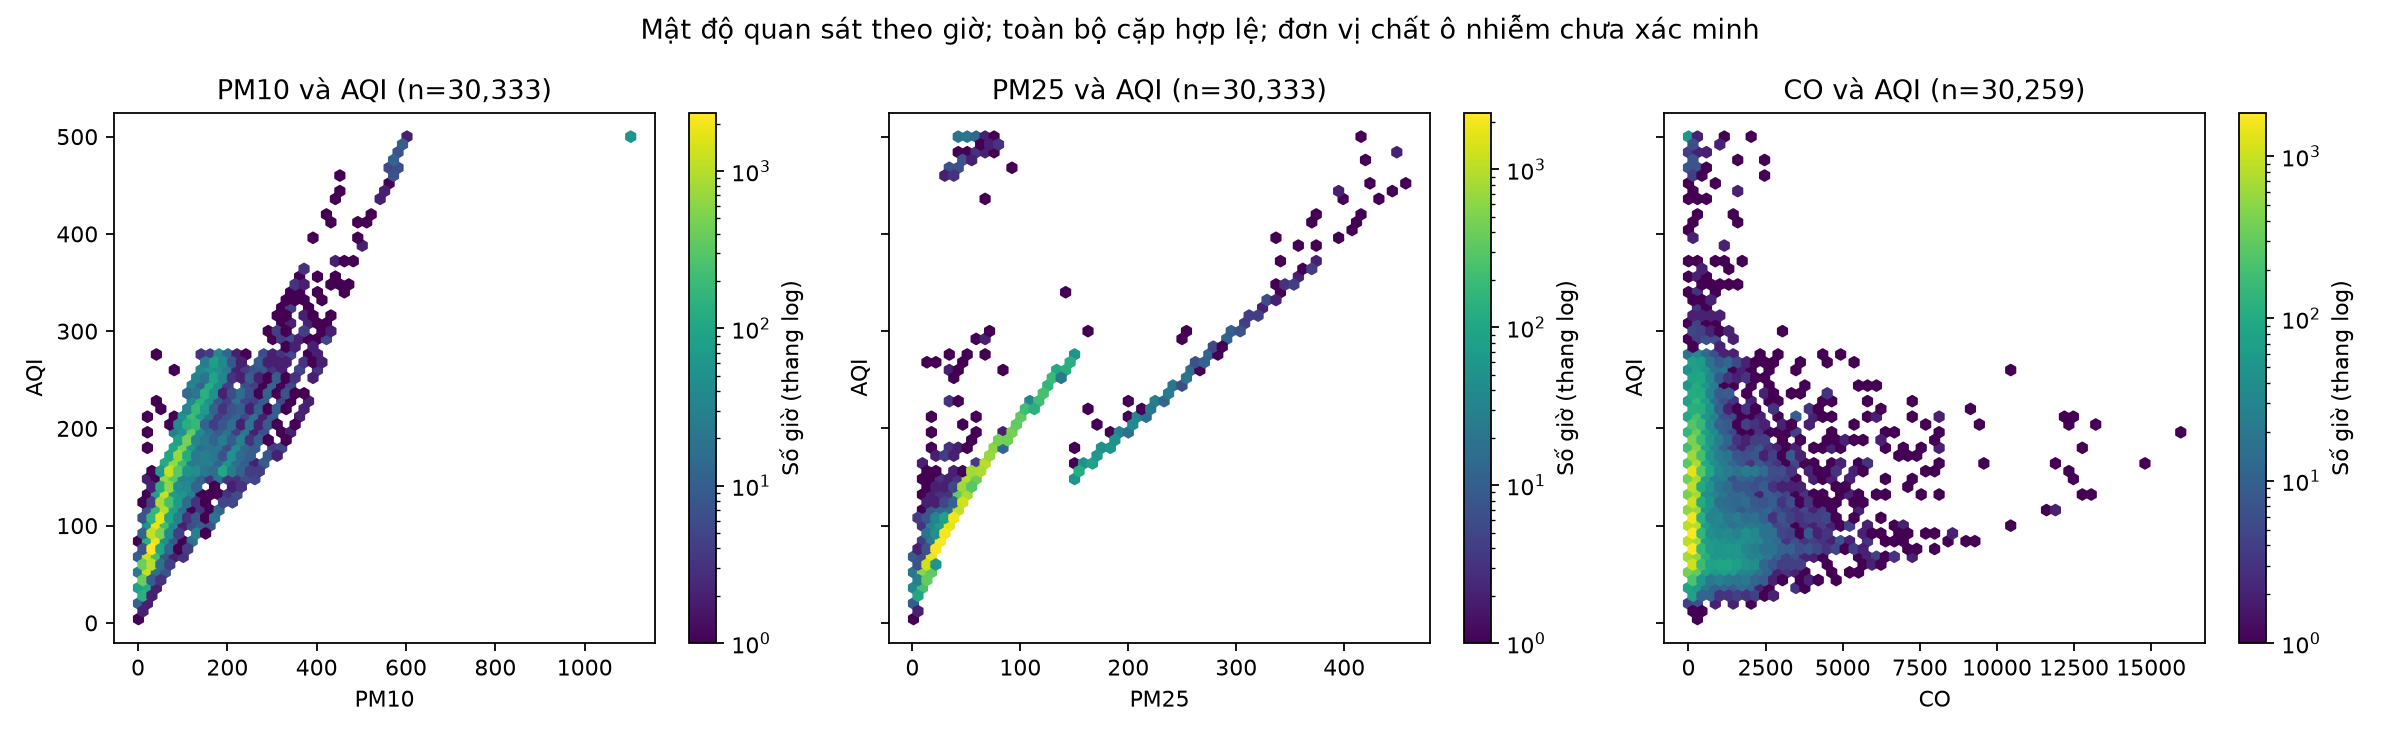 Mật độ quan sát theo giờ; toàn bộ cặp hợp lệ; đơn vị chất ô nhiễm chưa xác minh
PM10 và AQI (n=30,333)
AQI
500
400
300
200
100
0
0 200 400 600 800 1000
PM10
10³
10²
10¹
10⁰
Số giờ (thang log)
PM25 và AQI (n=30,333)
AQI
0 100 200 300 400
PM25
10³
10²
10¹
10⁰
Số giờ (thang log)
CO và AQI (n=30,259)
AQI
0 2500 5000 7500 10000 12500 15000
CO
10³
10²
10¹
10⁰
Số giờ (thang log)